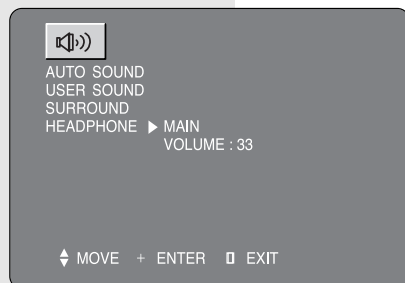 AUTO SOUND
USER SOUND
SURROUND
HEADPHONE ▶ MAIN
VOLUME : 33
MOVE + ENTER EXIT